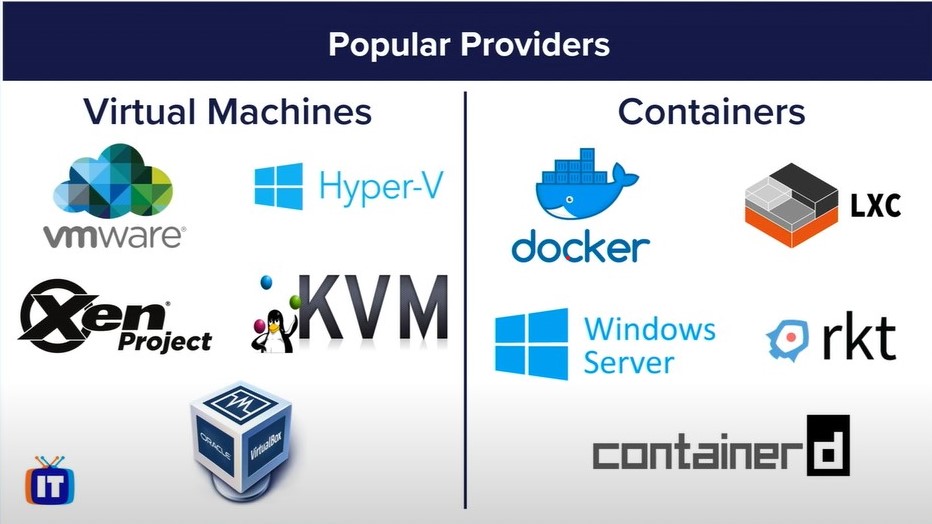 Popular Providers
Virtual Machines
vmware®
Hyper-V
Xen®
Project
KVM
ORACLE
VirtualBox
IT
Containers
docker
LXC
Windows
Server
rkt
containerd